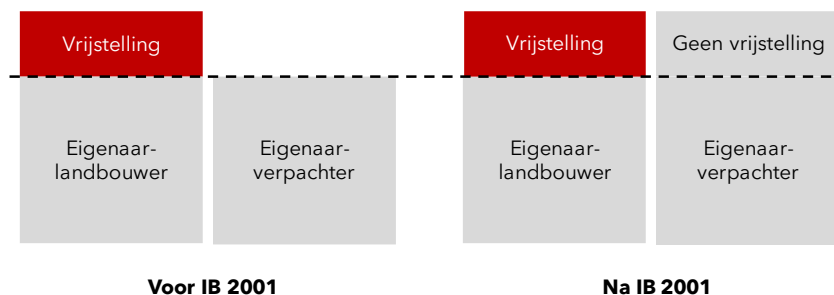 Vrijstelling
Eigenaar-
landbouwer
Eigenaar-
verpachter
Voor IB 2001
Vrijstelling
Geen vrijstelling
Eigenaar-
landbouwer
Eigenaar-
verpachter
Na IB 2001